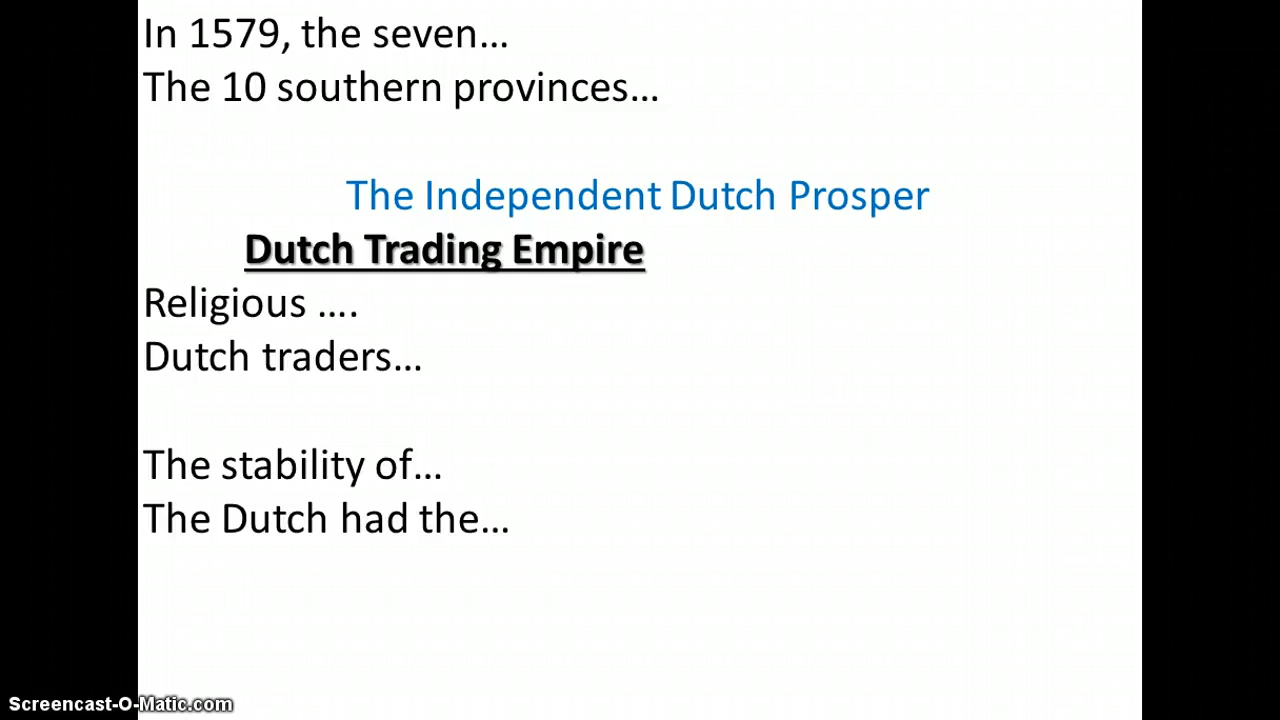 In 1579, the seven…
The 10 southern provinces…
The Independent Dutch Prosper
Dutch Trading Empire
Religious ….
Dutch traders…
The stability of…
The Dutch had the…
Screencast-O-Matic.com